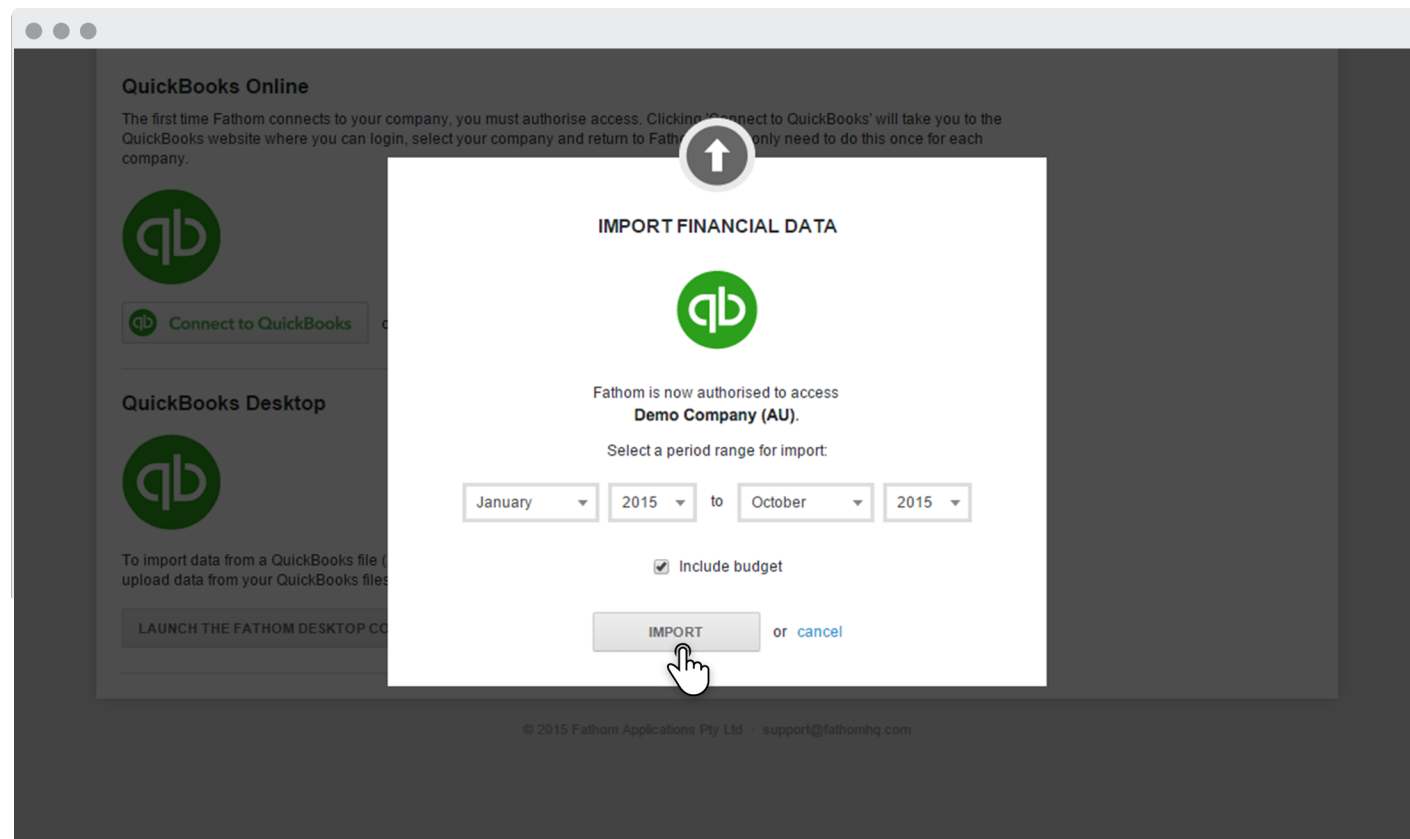 QuickBooks Online
The first time Fathom connects to your company, you must authorise access. Clicking 'Connect to QuickBooks' will take you to the
QuickBooks website where you can login, select your company and return to Fathom only need to do this once for each
company.
qb
qb Connect to QuickBooks
QuickBooks Desktop
qb
To import data from a QuickBooks file (
upload data from your QuickBooks files
LAUNCH THE FATHOM DESKTOP CO
IMPORT FINANCIAL DATA
qb
Fathom is now authorised to access
Demo Company (AU).
Select a period range for import:
January 2015 to October 2015
Include budget
IMPORT or cancel
© 2015 Fathom Applications Pty Ltd · support@fathomhq.com